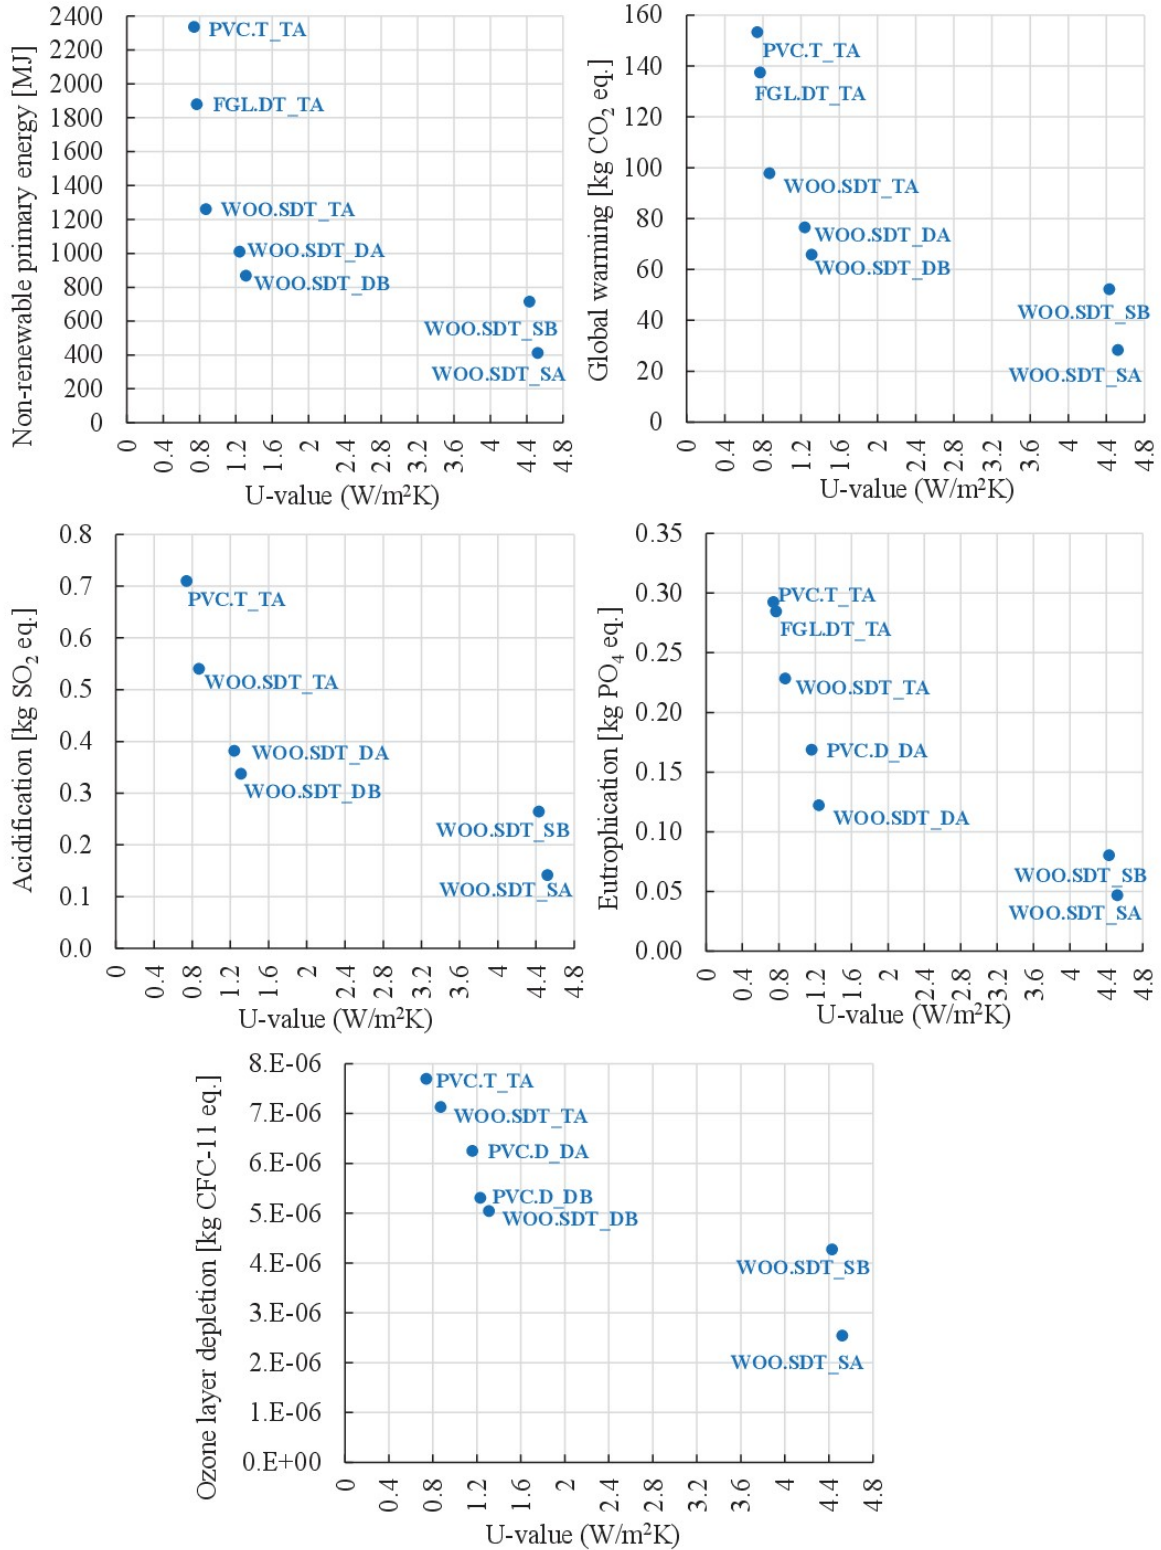 Non-renewable primary energy [MJ]
2400
2200
2000
1800
1600
1400
1200
1000
800
600
400
200
0
PVC.T_TA
FGL.DT_TA
WOO.SDT_TA
WOO.SDT_DA
WOO.SDT_DB
WOO.SDT_SB
WOO.SDT_SA
0 0.4 0.8 1.2 1.6 2 2.4 2.8 3.2 3.6 4 4.4 4.8
U-value (W/m²K)
Global warming [kg CO₂ eq.]
160
140
120
100
80
60
40
20
0
PVC.T_TA
FGL.DT_TA
WOO.SDT_TA
WOO.SDT_DA
WOO.SDT_DB
WOO.SDT_SB
WOO.SDT_SA
0 0.4 0.8 1.2 1.6 2 2.4 2.8 3.2 3.6 4 4.4 4.8
U-value (W/m²K)
Acidification [kg SO₂ eq.]
0.8
0.7
0.6
0.5
0.4
0.3
0.2
0.1
0.0
PVC.T_TA
WOO.SDT_TA
WOO.SDT_DA
WOO.SDT_DB
WOO.SDT_SB
WOO.SDT_SA
0 0.4 0.8 1.2 1.6 2 2.4 2.8 3.2 3.6 4 4.4 4.8
U-value (W/m²K)
Eutrophication [kg PO₄ eq.]
0.35
0.30
0.25
0.20
0.15
0.10
0.05
0.00
PVC.T_TA
FGL.DT_TA
WOO.SDT_TA
PVC.D_DA
WOO.SDT_DA
WOO.SDT_SB
WOO.SDT_SA
0 0.4 0.8 1.2 1.6 2 2.4 2.8 3.2 3.6 4 4.4 4.8
U-value (W/m²K)
Ozone layer depletion [kg CFC-11 eq.]
8.E-06
7.E-06
6.E-06
5.E-06
4.E-06
3.E-06
2.E-06
1.E-06
0.E+00
PVC.T_TA
WOO.SDT_TA
PVC.D_DA
PVC.D_DB
WOO.SDT_DB
WOO.SDT_SB
WOO.SDT_SA
0 0.4 0.8 1.2 1.6 2 2.4 2.8 3.2 3.6 4 4.4 4.8
U-value (W/m²K)